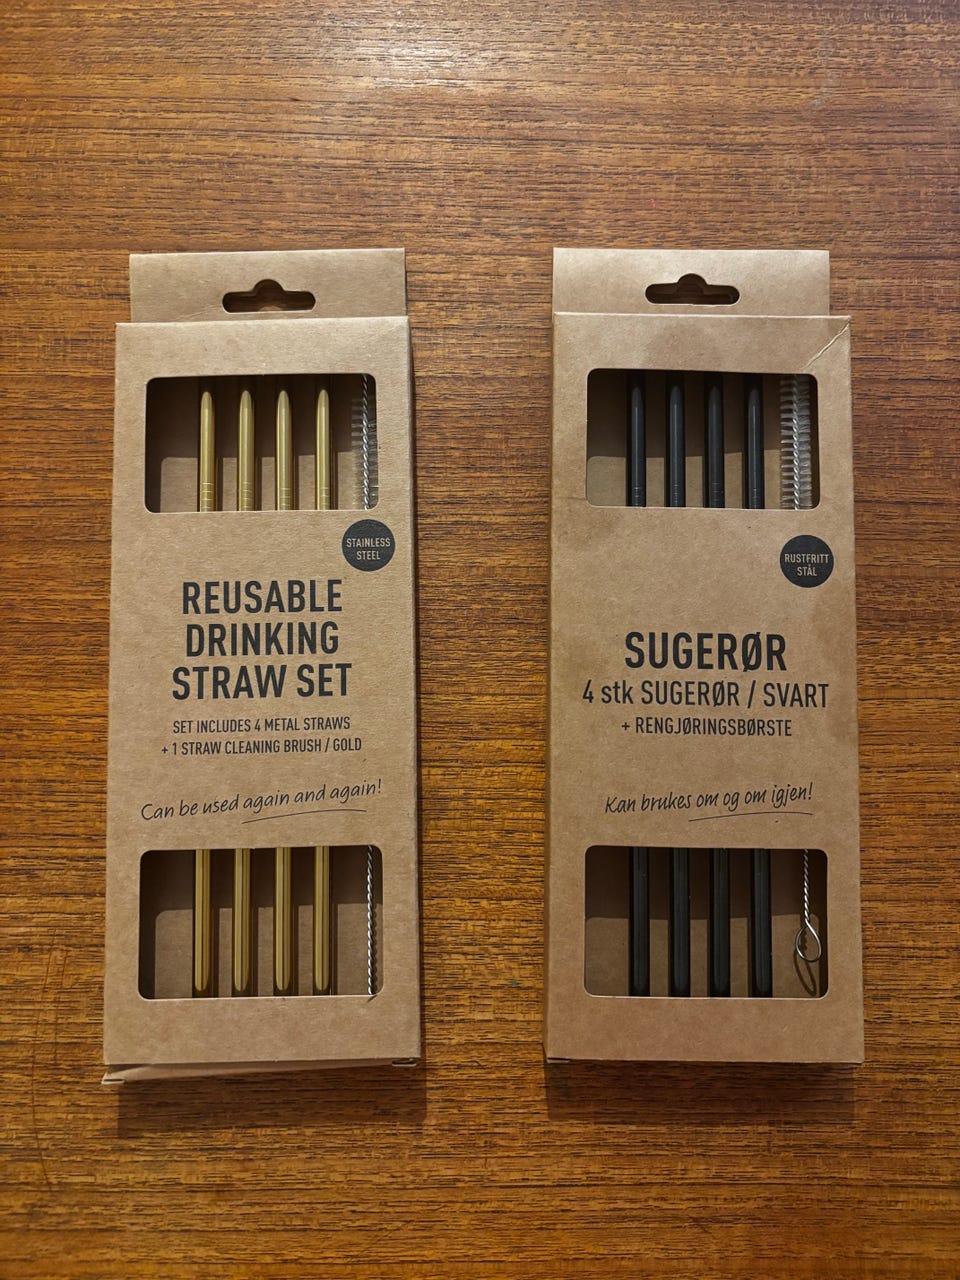 STAINLESS
STEEL
REUSABLE
DRINKING
STRAW SET
SET INCLUDES 4 METAL STRAWS
+ 1 STRAW CLEANING BRUSH / GOLD
Can be used again and again!
RUSTFRITT
STÅL
SUGERØR
4 stk SUGERØR / SVART
+ RENGJØRINGSBØRSTE
Kan brukes om og om igjen!